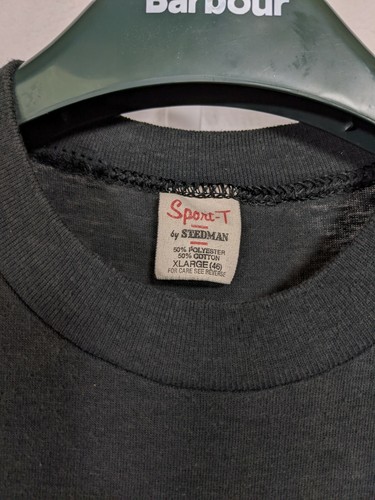 Barbour
Sport-T
by STEDMAN
50% POLYESTER
50% COTTON
XLARGE (46)
FOR CARE SEE REVERSE